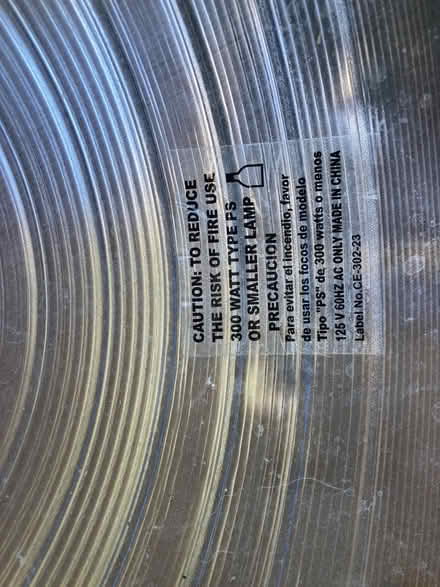 CAUTION: TO REDUCE
THE RISK OF FIRE USE
300 WATT TYPE PS
OR SMALLER LAMP
PRECAUCION
Para evitar el incendio, favor
de usar los focos de modelo
Tipo "PS" de 300 watts o menos
125 V 60HZ AC ONLY MADE IN CHINA
Label No.CE-302-23